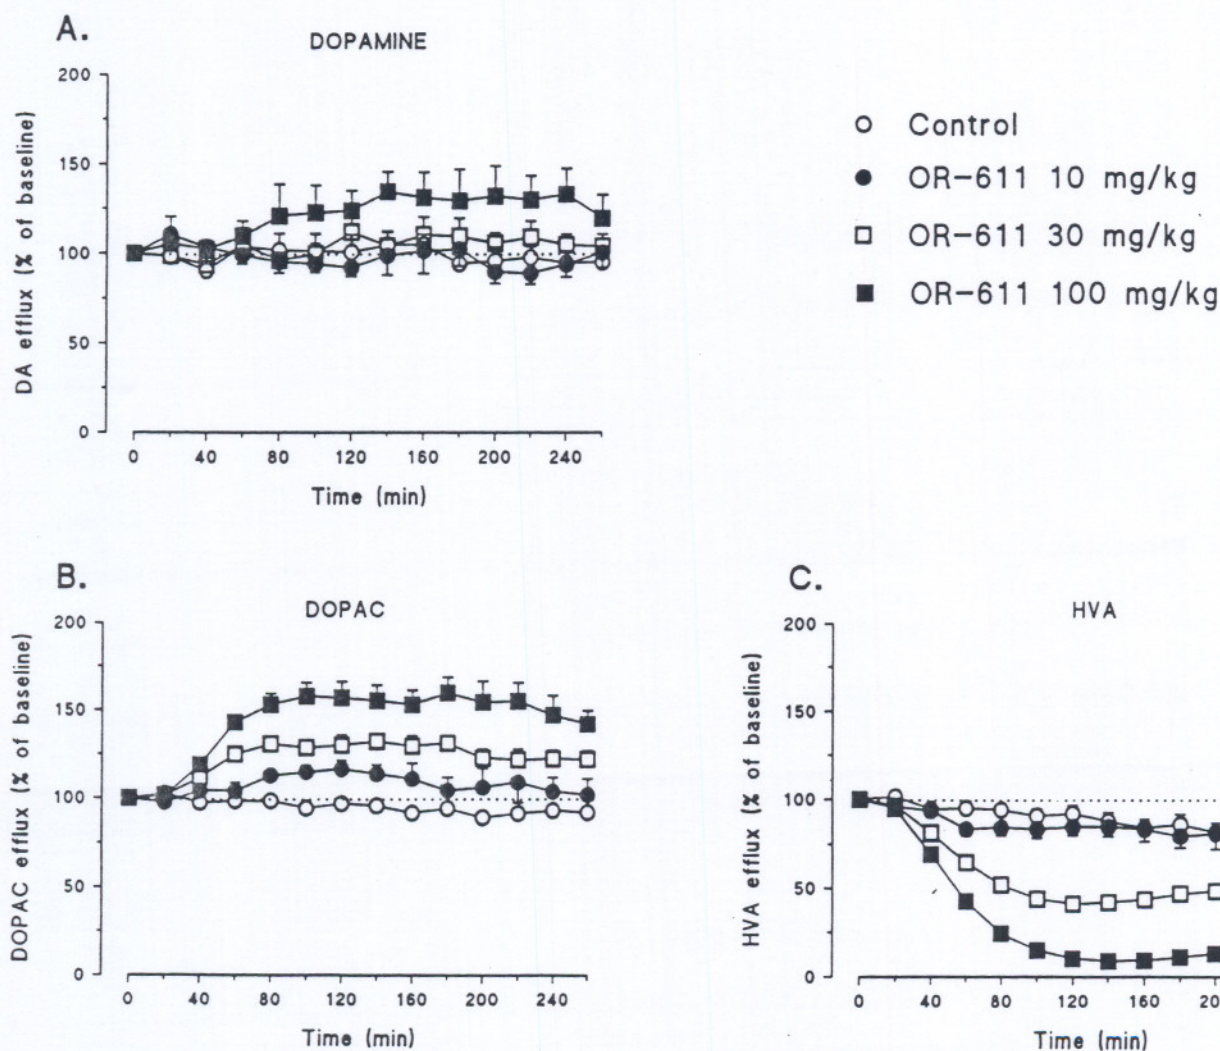 A.
DOPAMINE
DA efflux (% of baseline)
200
150
100
50
0
0 40 80 120 160 200 240
Time (min)
Control
OR-611 10 mg/kg
OR-611 30 mg/kg
OR-611 100 mg/kg
B.
DOPAC
DOPAC efflux (% of baseline)
200
150
100
50
0
0 40 80 120 160 200 240
Time (min)
C.
HVA
HVA efflux (% of baseline)
200
150
100
50
0
0 40 80 120 160 200
Time (min)